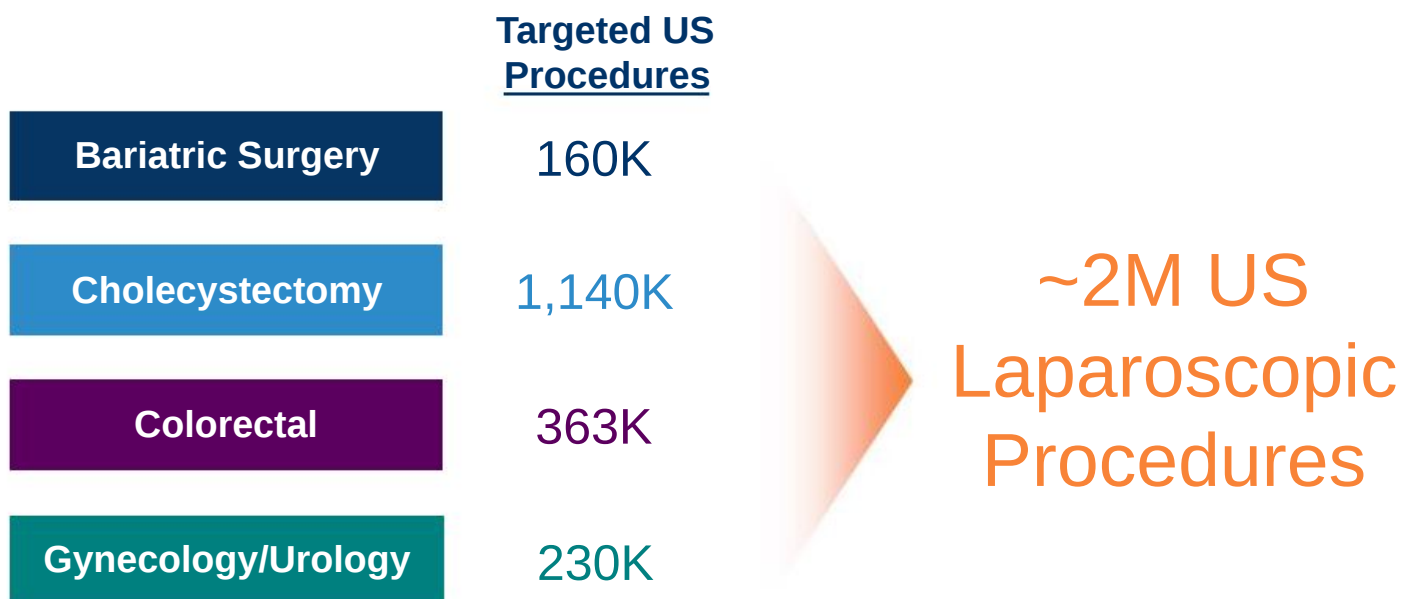 Targeted US
Procedures
Bariatric Surgery 160K
Cholecystectomy 1,140K
Colorectal 363K
Gynecology/Urology 230K
~2M US
Laparoscopic
Procedures